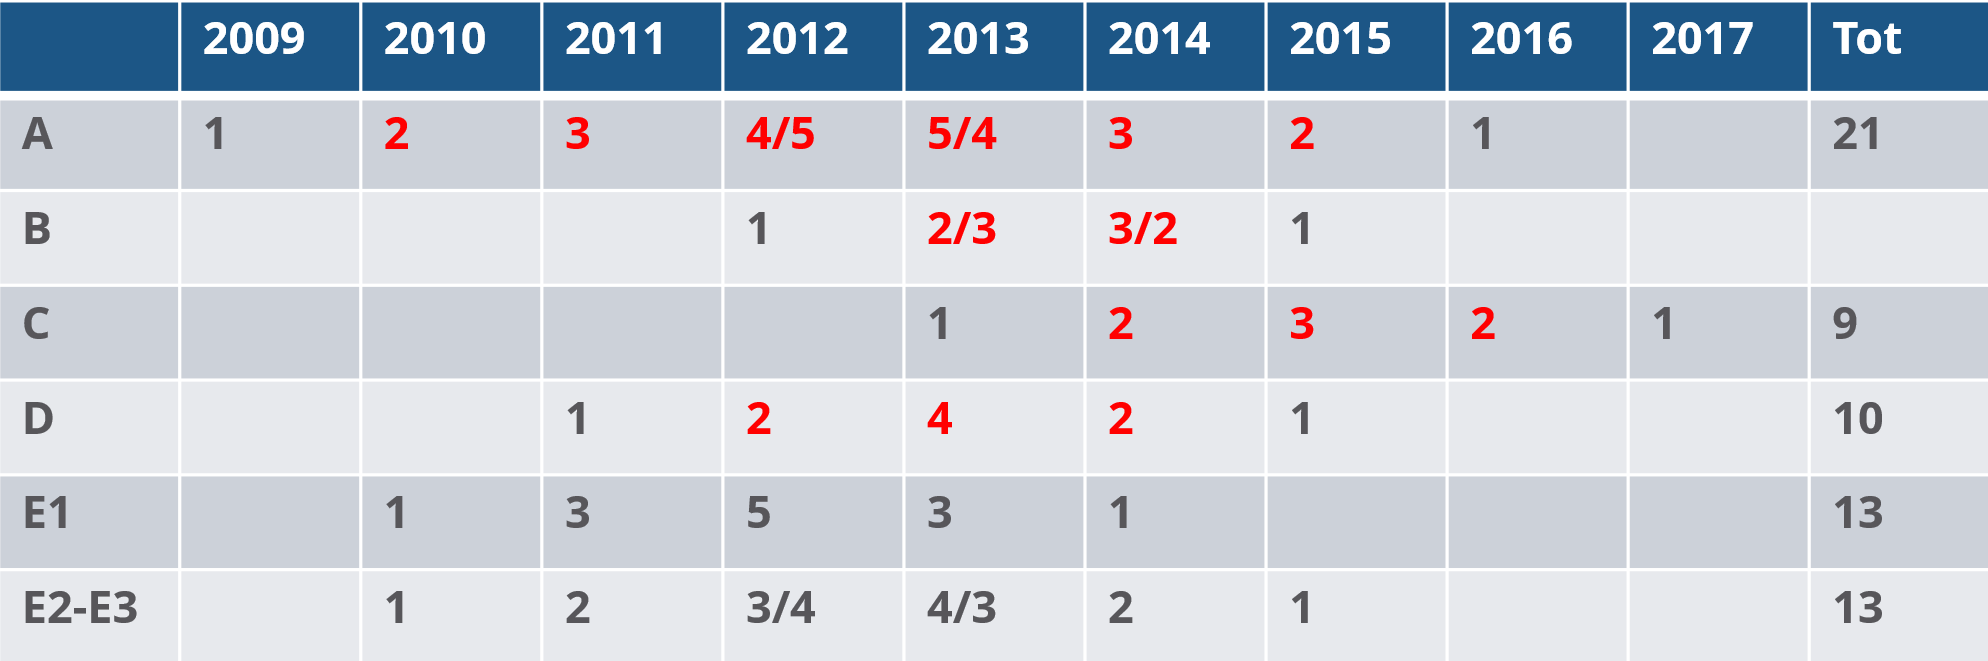 2009 2010 2011 2012 2013 2014 2015 2016 2017 Tot
A 1 2 3 4/5 5/4 3 2 1 21
B 1 2/3 3/2 1
C 1 2 3 2 1 9
D 1 2 4 2 1 10
E1 1 3 5 3 1 13
E2-E3 1 2 3/4 4/3 2 1 13